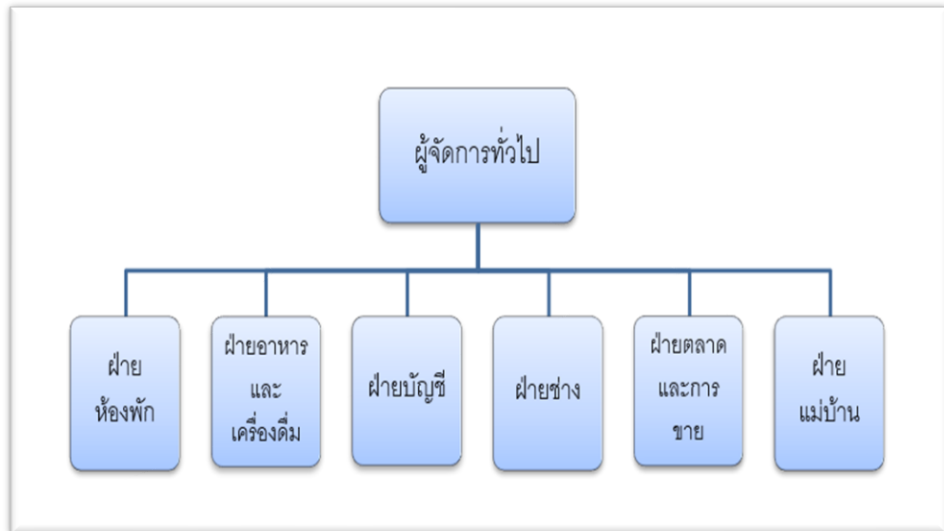 ผู้จัดการทั่วไป
ฝ่าย
ห้องพัก
ฝ่ายอาหาร
และ
เครื่องดื่ม
ฝ่ายบัญชี
ฝ่ายช่าง
ฝ่ายตลาด
และการ
ขาย
ฝ่าย
แม่บ้าน